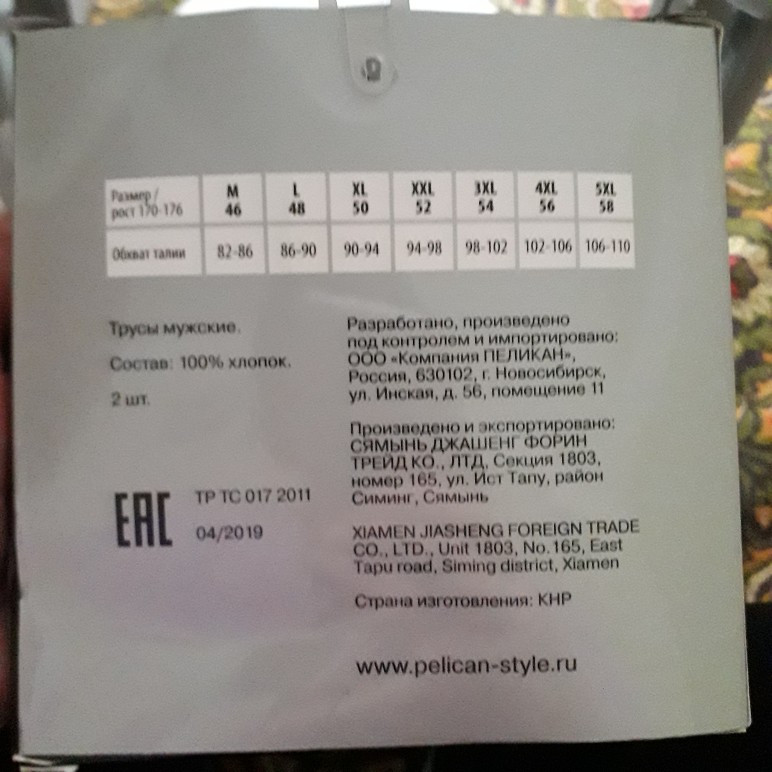 Размер/ M L XL XXL 3XL 4XL 5XL
рост 170-176 46 48 50 52 54 56 58
Обхват талии 82-86 86-90 90-94 94-98 98-102 102-106 106-110
Трусы мужские.
Состав: 100% хлопок.
2 шт.
Разработано, произведено
под контролем и импортировано:
ООО «Компания ПЕЛИКАН»,
Россия, 630102, г. Новосибирск,
ул. Инская, д. 56, помещение 11
Произведено и экспортировано:
СЯМЫНЬ ДЖАШЕНГ ФОРИН
ТРЕЙД КО., ЛТД, Секция 1803,
номер 165, ул. Ист Тапу, район
Симинг, Сямынь
EAC ТР ТС 017 2011
04/2019
XIAMEN JIASHENG FOREIGN TRADE
CO., LTD., Unit 1803, No. 165, East
Tapu road, Siming district, Xiamen
Страна изготовления: КНР
www.pelican-style.ru